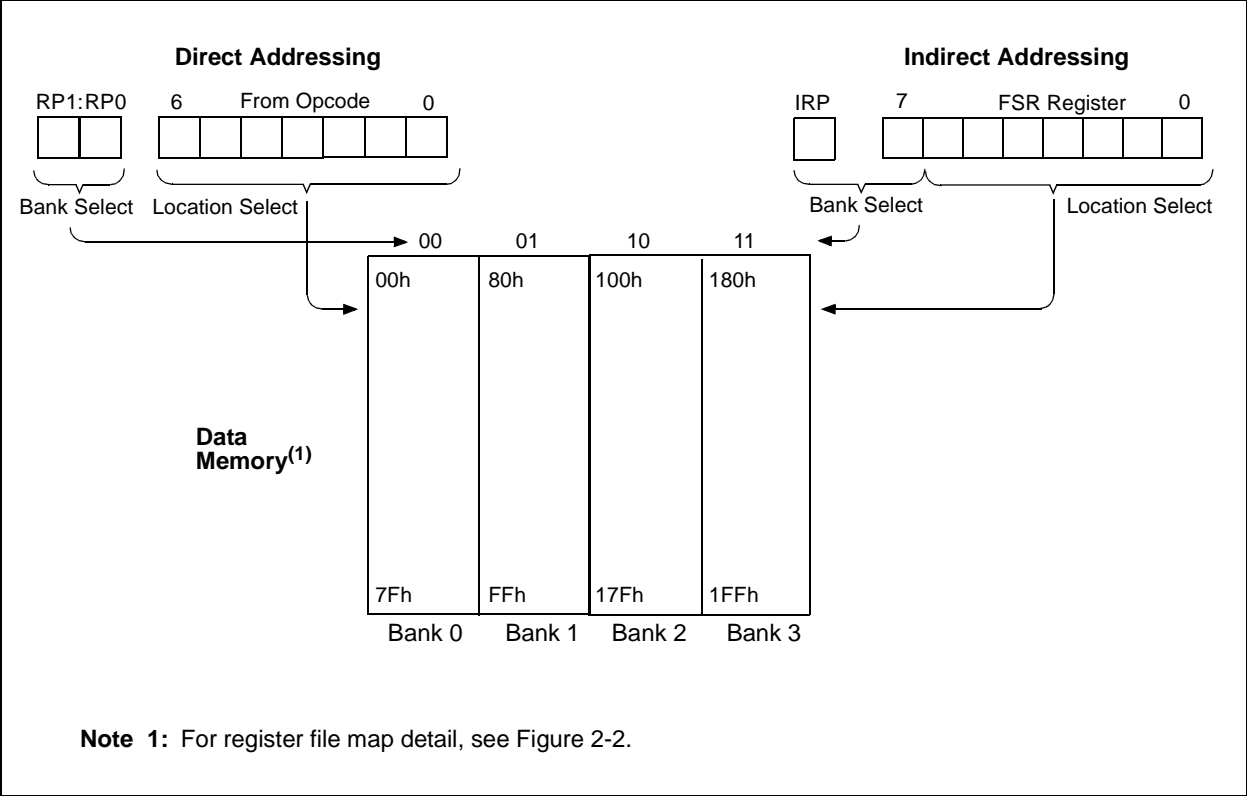 Direct Addressing
Indirect Addressing
RP1:RP0 6 From Opcode 0
IRP 7 FSR Register 0
Bank Select Location Select
Bank Select Location Select
00 01 10 11
00h 80h 100h 180h
Data
Memory(1)
7Fh FFh 17Fh 1FFh
Bank 0 Bank 1 Bank 2 Bank 3
Note 1: For register file map detail, see Figure 2-2.